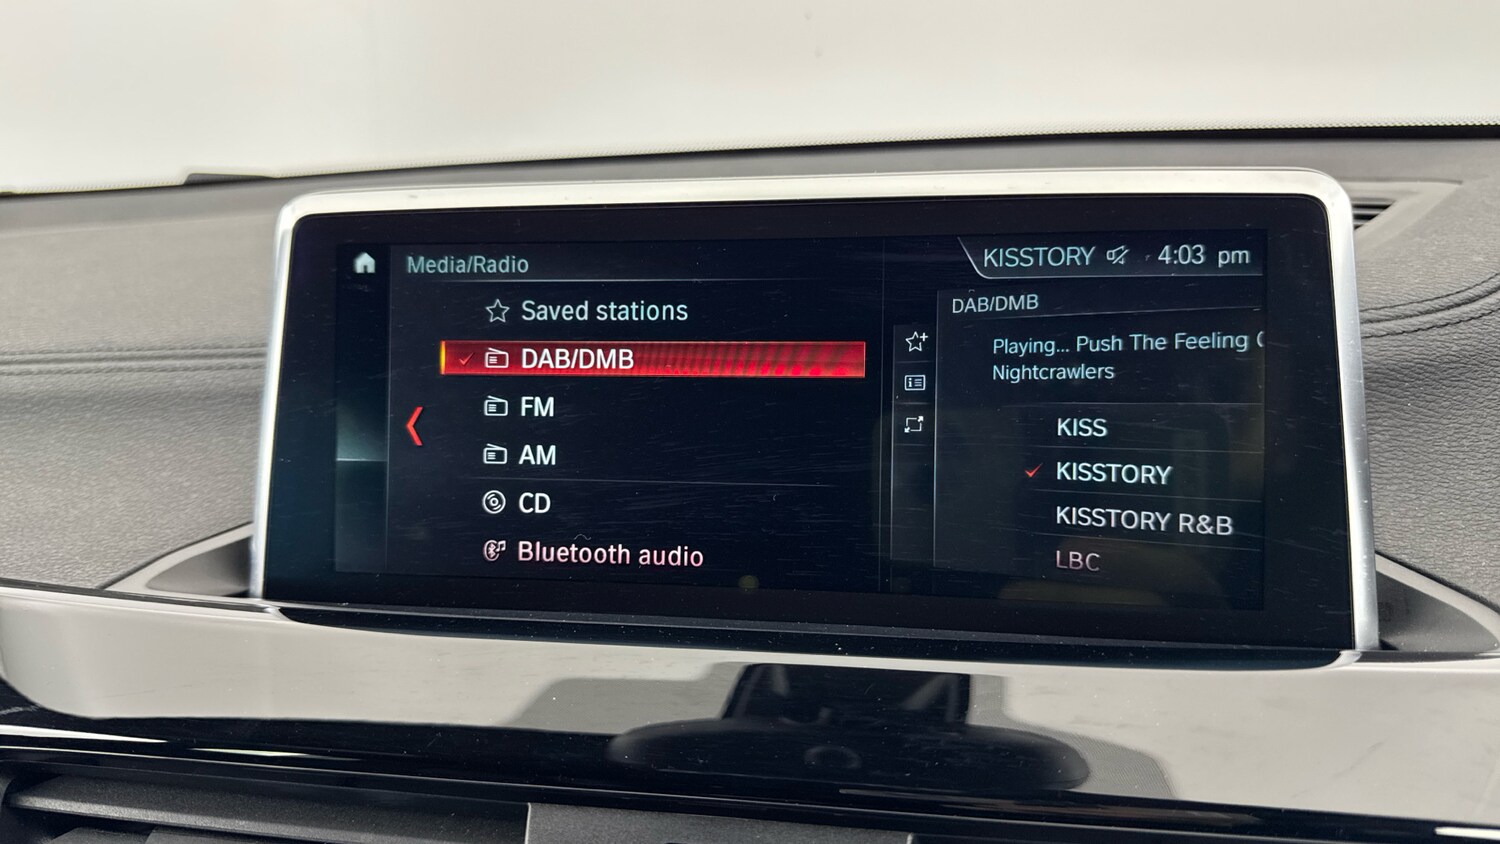 Media/Radio
Saved stations
DAB/DMB
FM
AM
CD
Bluetooth audio
KISSTORY 4:03 pm
DAB/DMB
Playing... Push The Feeling
Nightcrawlers
KISS
KISSTORY
KISSTORY R&B
LBC